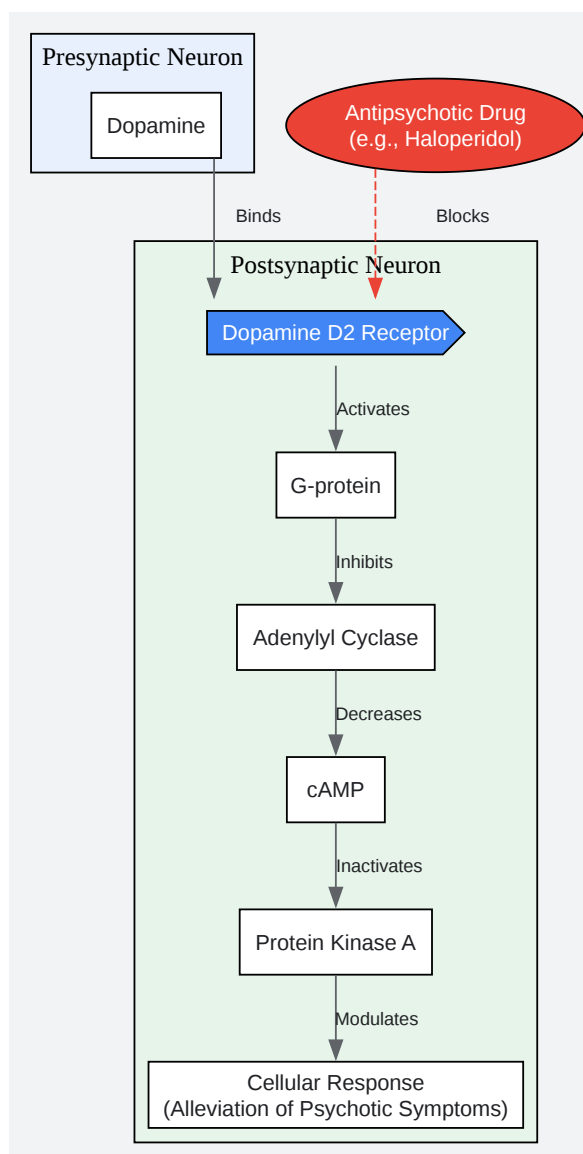 Presynaptic Neuron
Dopamine
Antipsychotic Drug
(e.g., Haloperidol)
Binds
Blocks
Postsynaptic Neuron
Dopamine D2 Receptor
Activates
G-protein
Inhibits
Adenylyl Cyclase
Decreases
cAMP
Inactivates
Protein Kinase A
Modulates
Cellular Response
(Alleviation of Psychotic Symptoms)